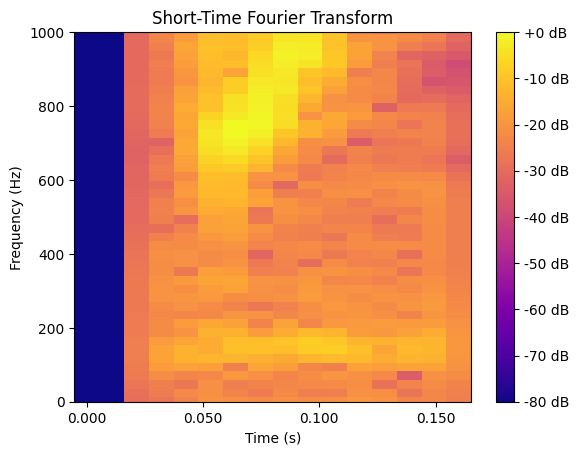 Short-Time Fourier Transform
Frequency (Hz)
1000
800
600
400
200
0
0.000
0.050
0.100
0.150
Time (s)
+0 dB
-10 dB
-20 dB
-30 dB
-40 dB
-50 dB
-60 dB
-70 dB
-80 dB